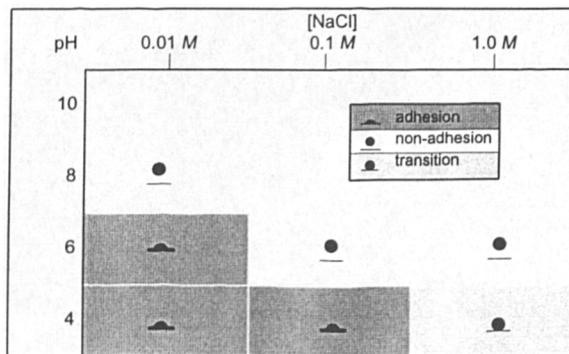 [NaCl]
pH 0.01 M 0.1 M 1.0 M
10
adhesion
non-adhesion
transition
8
6
4